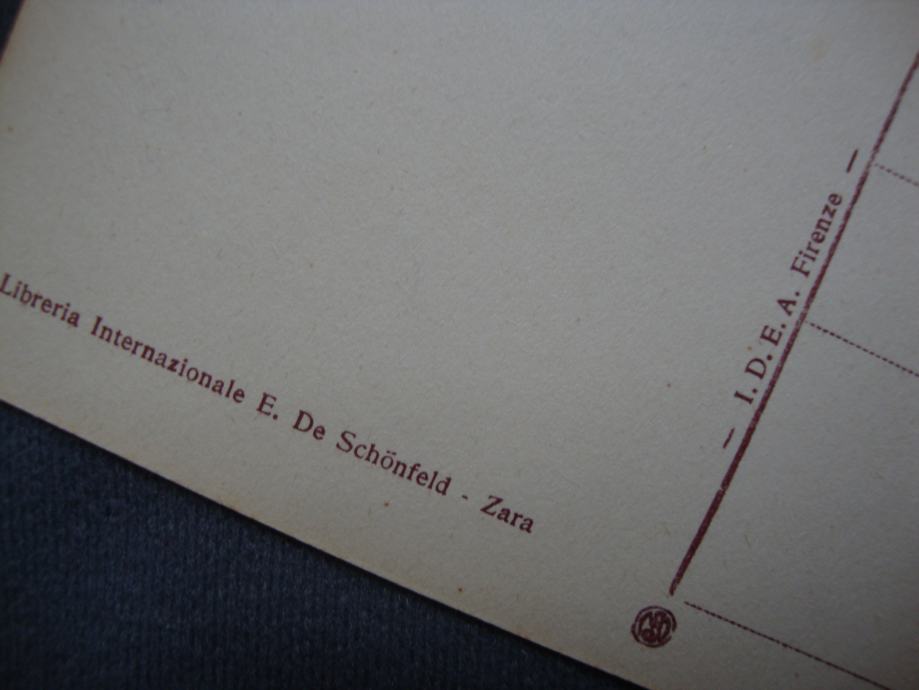 Libreria Internazionale E. De Schönfeld - Zara
— I. D. E. A. Firenze —